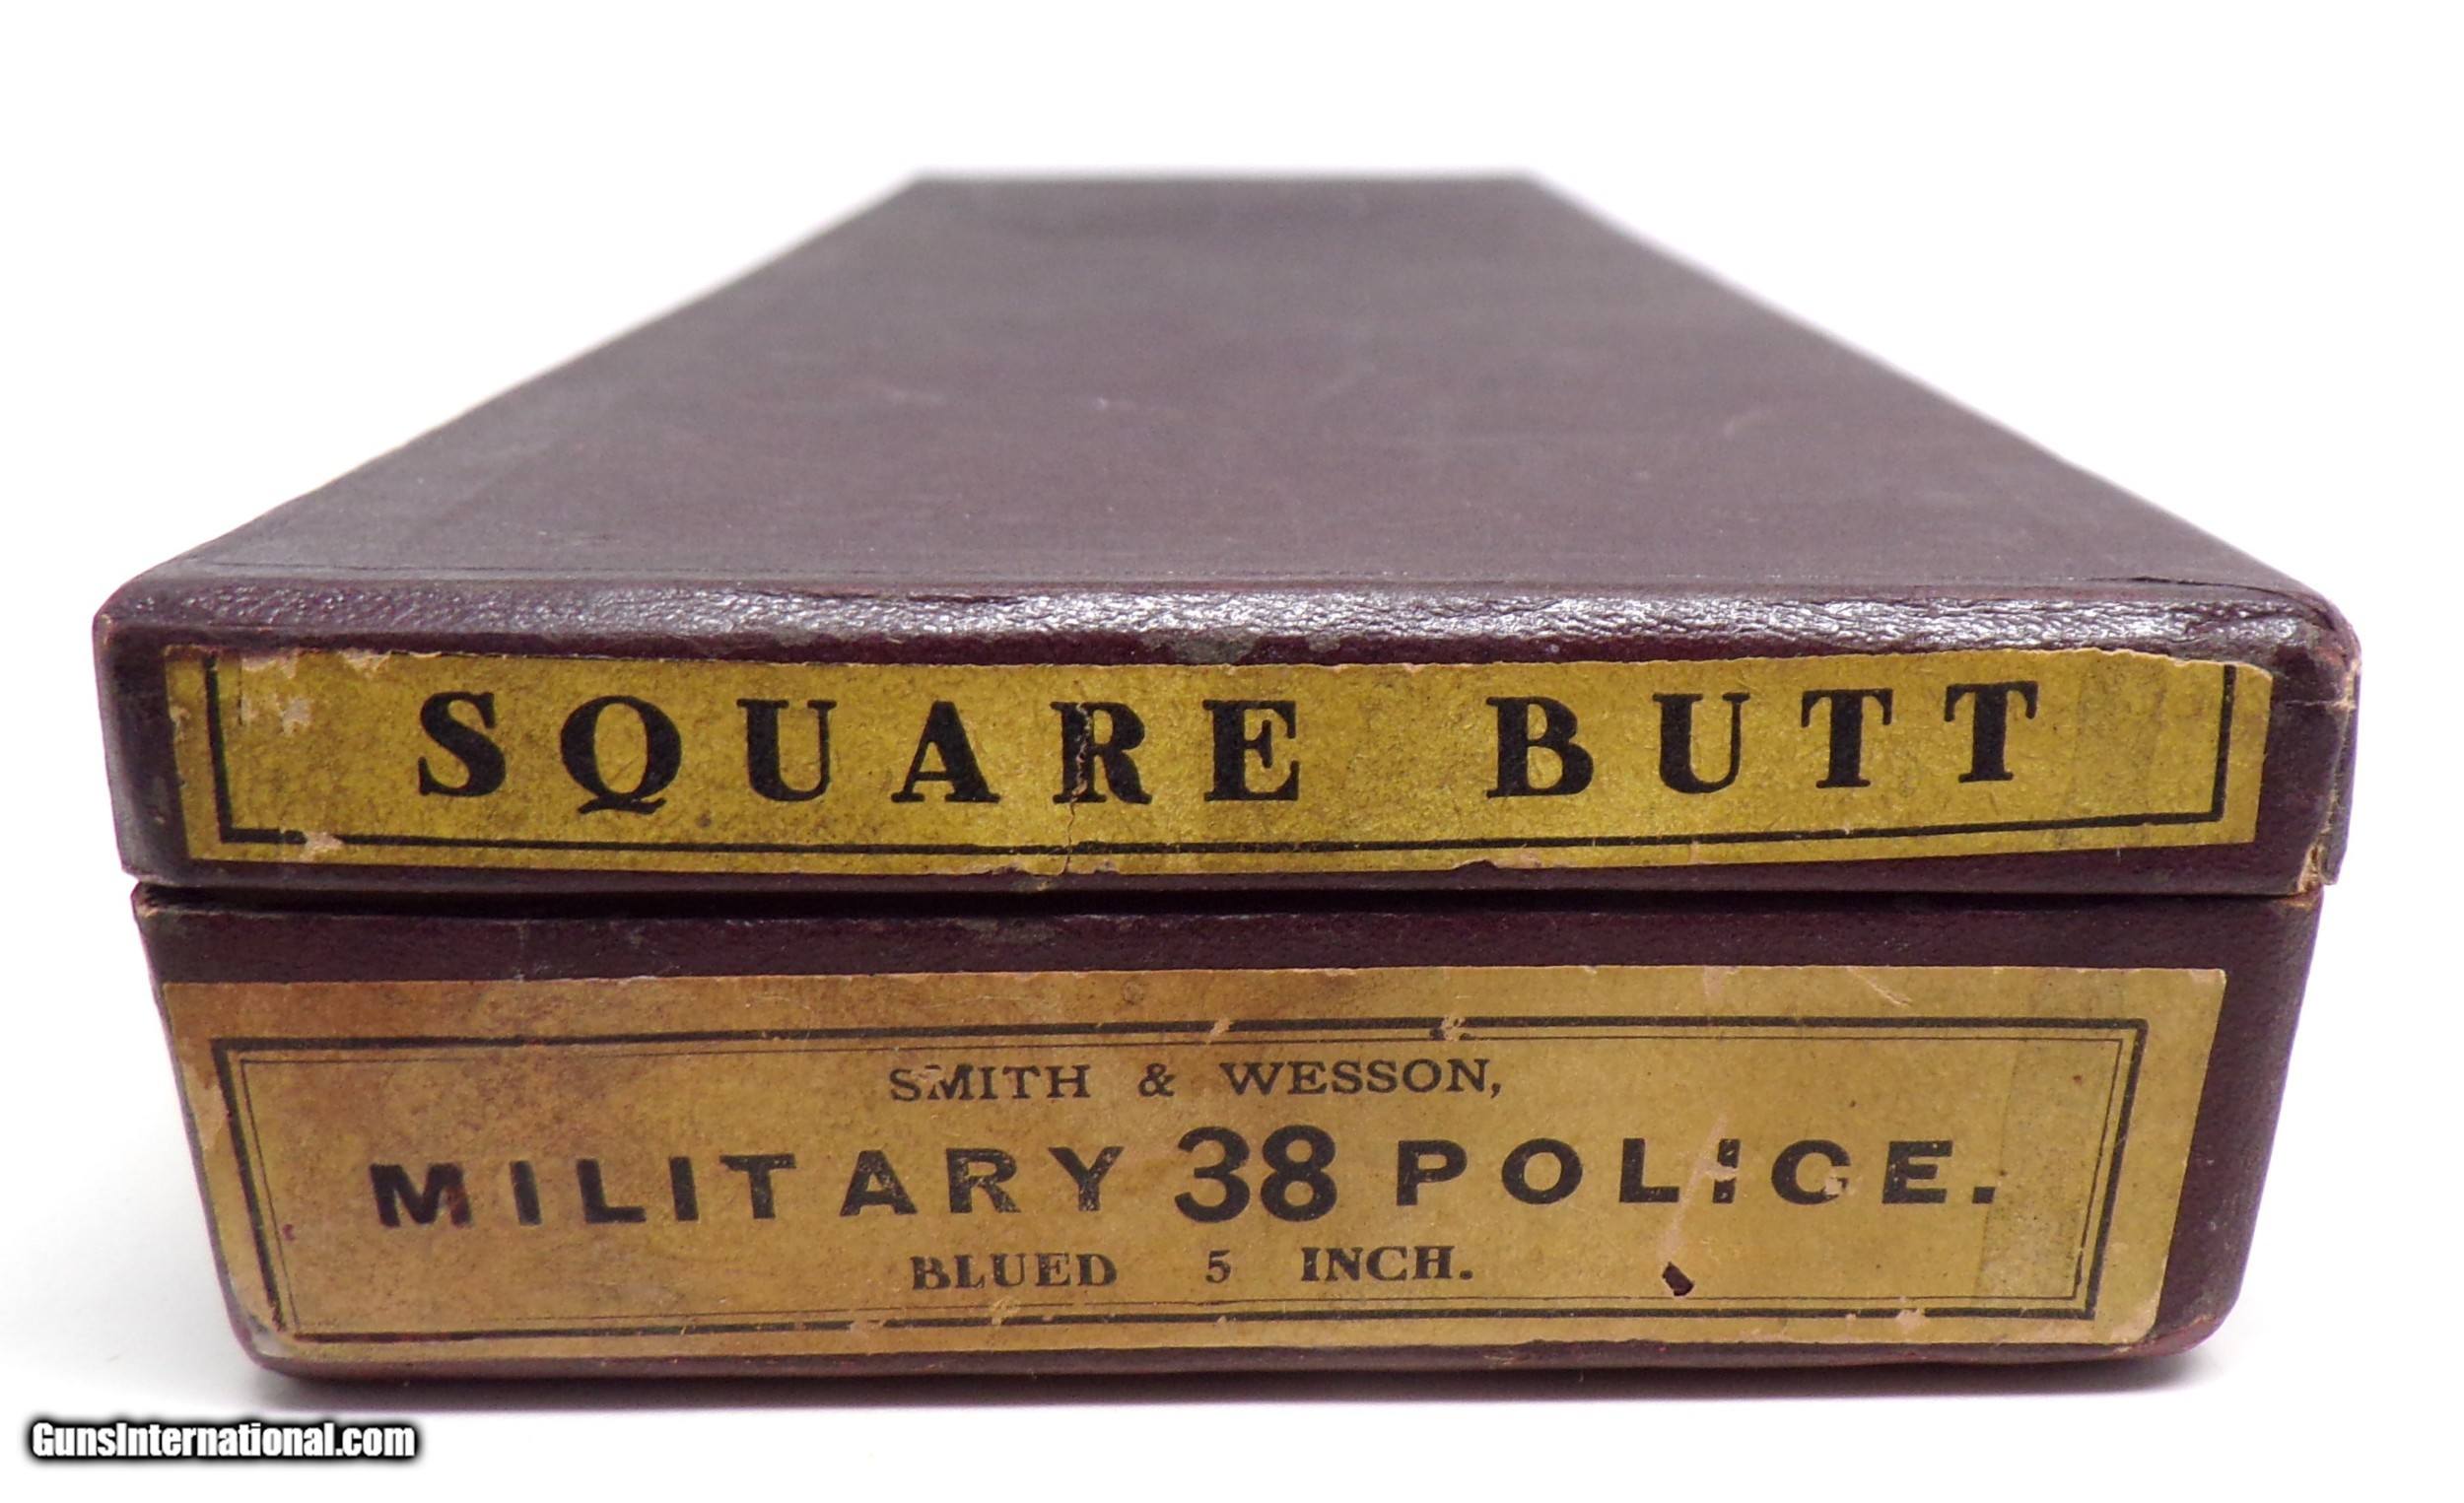 SQUARE BUTT
SMITH & WESSON,
MILITARY 38 POLICE.
BLUED 5 INCH.
GunsInternational.com